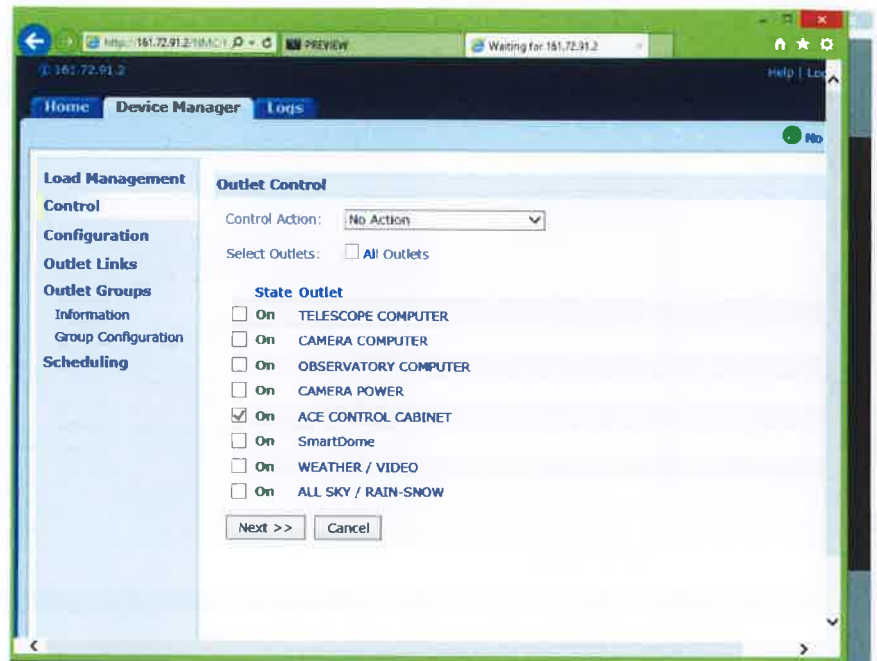 http://161.72.91.2/NMC/ PREVIEW Waiting for 161.72.91.2
161.72.91.2 Help |
Home Device Manager Logs
No
Load Management
Control
Configuration
Outlet Links
Outlet Groups
Information
Group Configuration
Scheduling
Outlet Control
Control Action: No Action
Select Outlets: All Outlets
State Outlet
On TELESCOPE COMPUTER
On CAMERA COMPUTER
On OBSERVATORY COMPUTER
On CAMERA POWER
On ACE CONTROL CABINET
On SmartDome
On WEATHER / VIDEO
On ALL SKY / RAIN-SNOW
Next >> Cancel